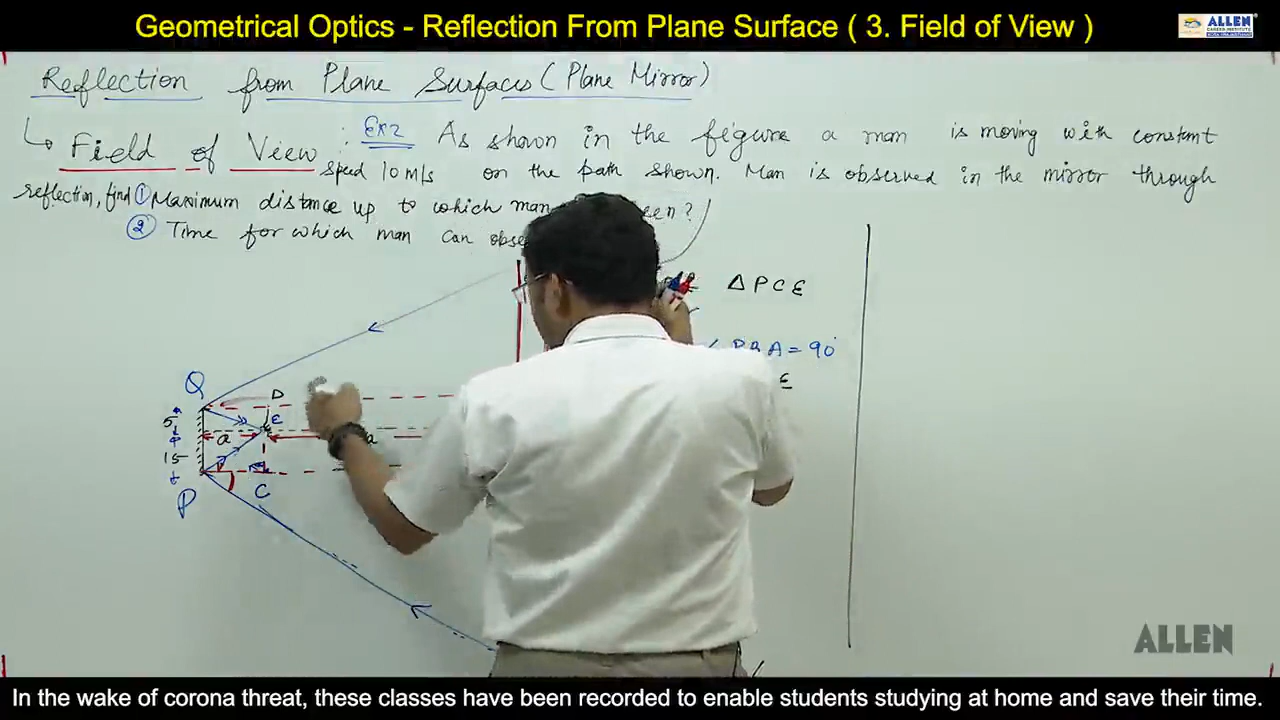 Geometrical Optics - Reflection From Plane Surface ( 3. Field of View )
ALLEN
CAREER INSTITUTE
Reflection from Plane Surfaces (Plane Mirror)
↳ Field of View : Ex2 As shown in the figure a man is moving with constant
speed 10 m/s on the path shown. Man is observed in the mirror through
reflection, find ① Maximum distance up to which man een?
② Time for which man can obse
Δ P C E
= 90°
E
Q
D
E
5
a
a
15
C
P
ALLEN
In the wake of corona threat, these classes have been recorded to enable students studying at home and save their time.